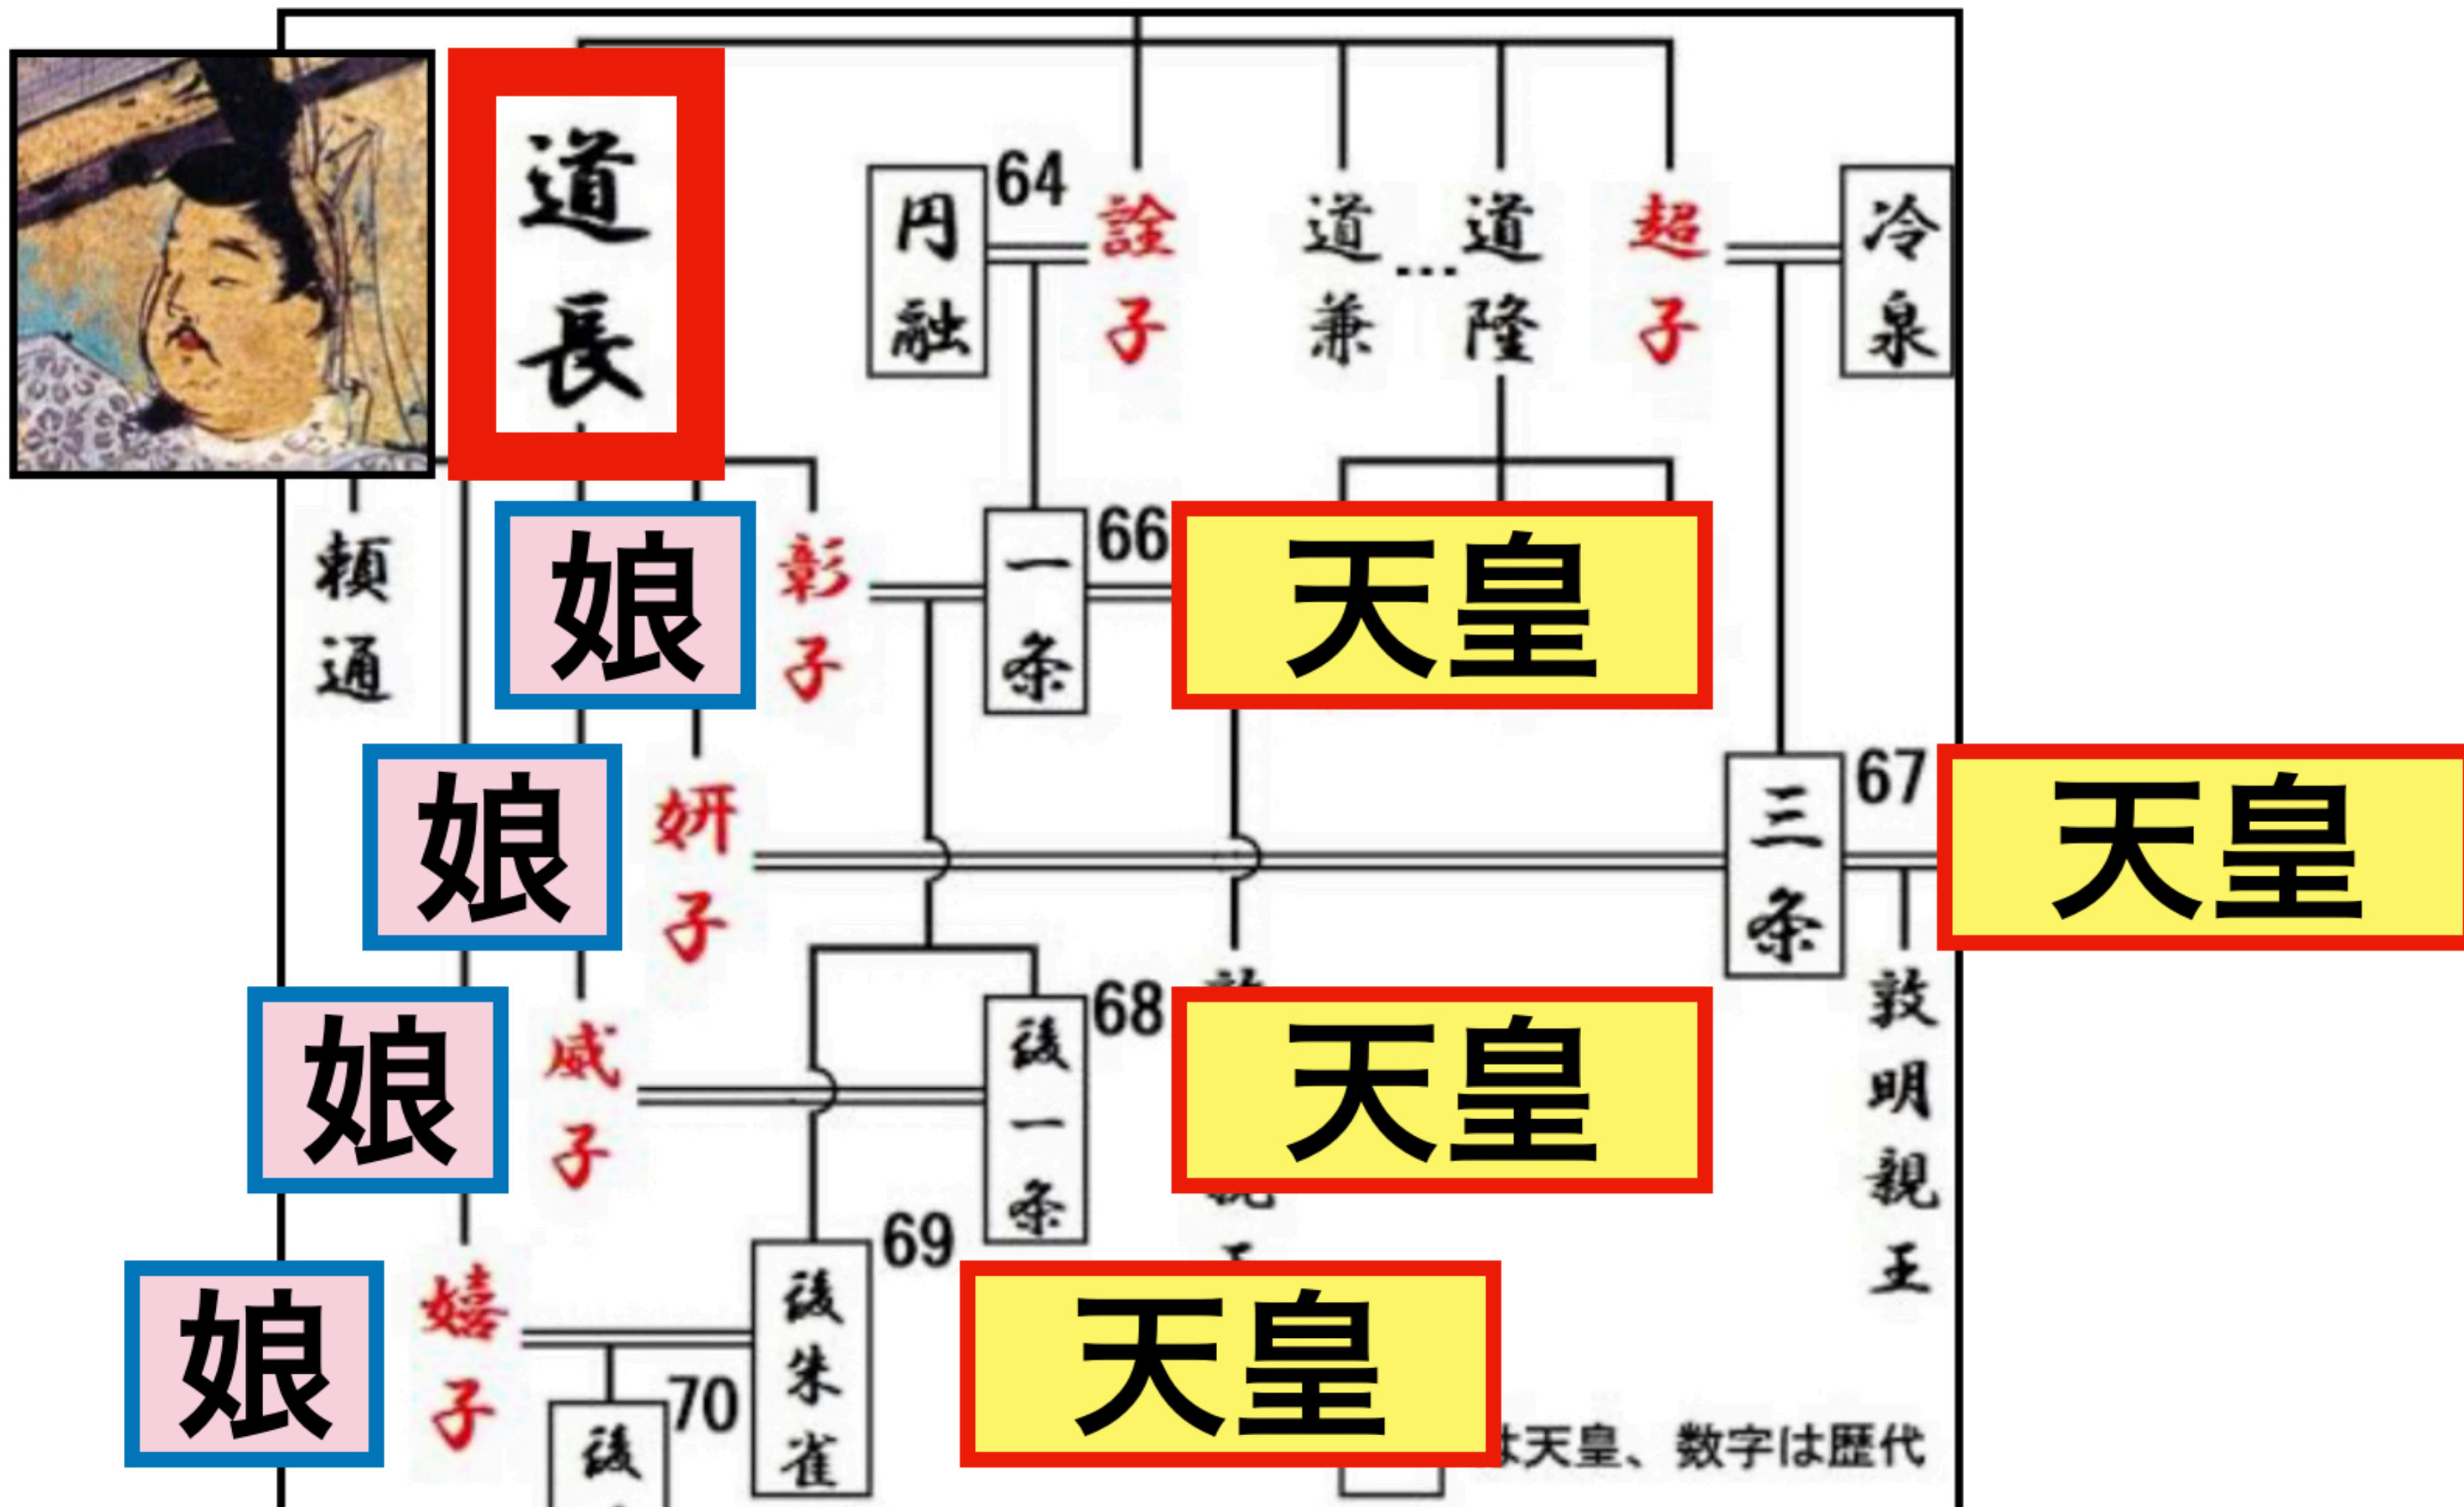 道長
円融
64
詮子
道兼
…
道隆
超子
冷泉
頼通
娘
彰子
一条
66
天皇
娘
妍子
三条
67
天皇
娘
威子
後一条
68
天皇
敦明親王
娘
嬉子
後朱雀
69
天皇
後
70
は天皇、数字は歴代